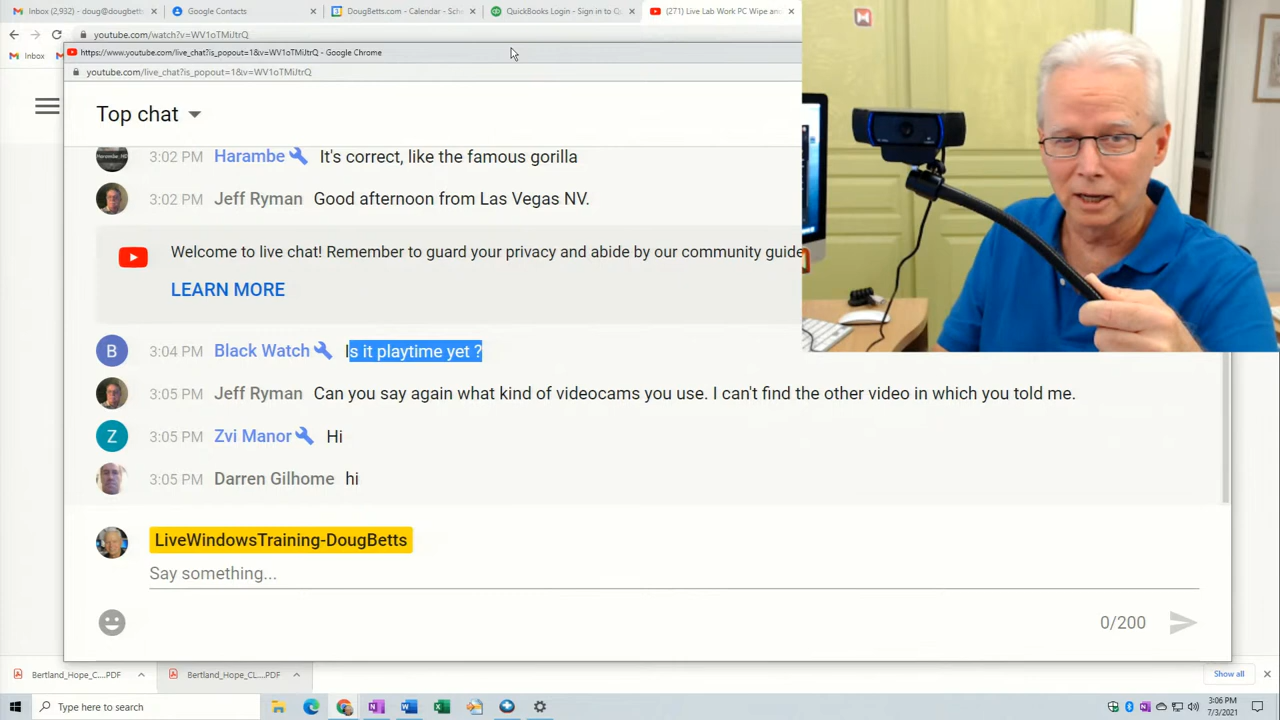 Inbox (2,932) - doug@dougbetts
Google Contacts
DougBetts.com - Calendar - Sch
QuickBooks Login - Sign in to Qu
(271) Live Lab Work PC Wipe and
youtube.com/watch?v=WV1oTMiJtrQ
Inbox
https://www.youtube.com/live_chat?is_popout=1&v=WV1oTMiJtrQ - Google Chrome
youtube.com/live_chat?is_popout=1&v=WV1oTMiJtrQ
Top chat
3:02 PM Harambe It's correct, like the famous gorilla
3:02 PM Jeff Ryman Good afternoon from Las Vegas NV.
Welcome to live chat! Remember to guard your privacy and abide by our community guide
LEARN MORE
B 3:04 PM Black Watch Is it playtime yet ?
3:05 PM Jeff Ryman Can you say again what kind of videocams you use. I can't find the other video in which you told me.
Z 3:05 PM Zvi Manor Hi
3:05 PM Darren Gilhome hi
LiveWindowsTraining-DougBetts
Say something...
0/200
Bertland_Hope_C....PDF
Bertland_Hope_CL....PDF
Show all
Type here to search
3:06 PM
7/3/2021